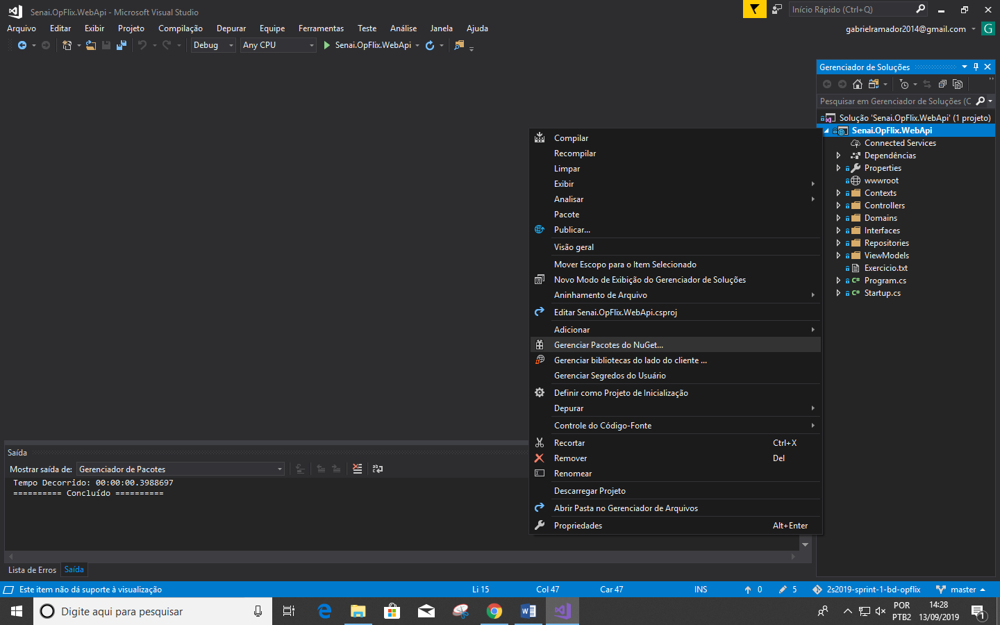 Senai.OpFlix.WebApi - Microsoft Visual Studio
Início Rápido (Ctrl+Q)
Arquivo Editar Exibir Projeto Compilação Depurar Equipe Ferramentas Teste Análise Janela Ajuda
gabrielramador2014@gmail.com G
Debug Any CPU Senai.OpFlix.WebApi
Gerenciador de Soluções
Pesquisar em Gerenciador de Soluções (C
Solução 'Senai.OpFlix.WebApi' (1 projeto)
Senai.OpFlix.WebApi
Connected Services
Dependências
Properties
wwwroot
Contexts
Controllers
Domains
Interfaces
Repositories
ViewModels
Exercicio.txt
C# Program.cs
C# Startup.cs
Compilar
Recompilar
Limpar
Exibir
Analisar
Pacote
Publicar...
Visão geral
Mover Escopo para o Item Selecionado
Novo Modo de Exibição do Gerenciador de Soluções
Aninhamento de Arquivo
Editar Senai.OpFlix.WebApi.csproj
Adicionar
Gerenciar Pacotes do NuGet...
Gerenciar bibliotecas do lado do cliente ...
Gerenciar Segredos do Usuário
Definir como Projeto de Inicialização
Depurar
Controle do Código-Fonte
Recortar Ctrl+X
Remover Del
Renomear
Descarregar Projeto
Abrir Pasta no Gerenciador de Arquivos
Propriedades Alt+Enter
Saída
Mostrar saída de: Gerenciador de Pacotes
Tempo Decorrido: 00:00:00.3988697
========== Concluído ==========
Lista de Erros Saída
Este item não dá suporte à visualização Li 15 Col 47 Car 47 INS 0 5 2s2019-sprint-1-bd-opflix master
Digite aqui para pesquisar
POR
PTB2
14:28
13/09/2019
1